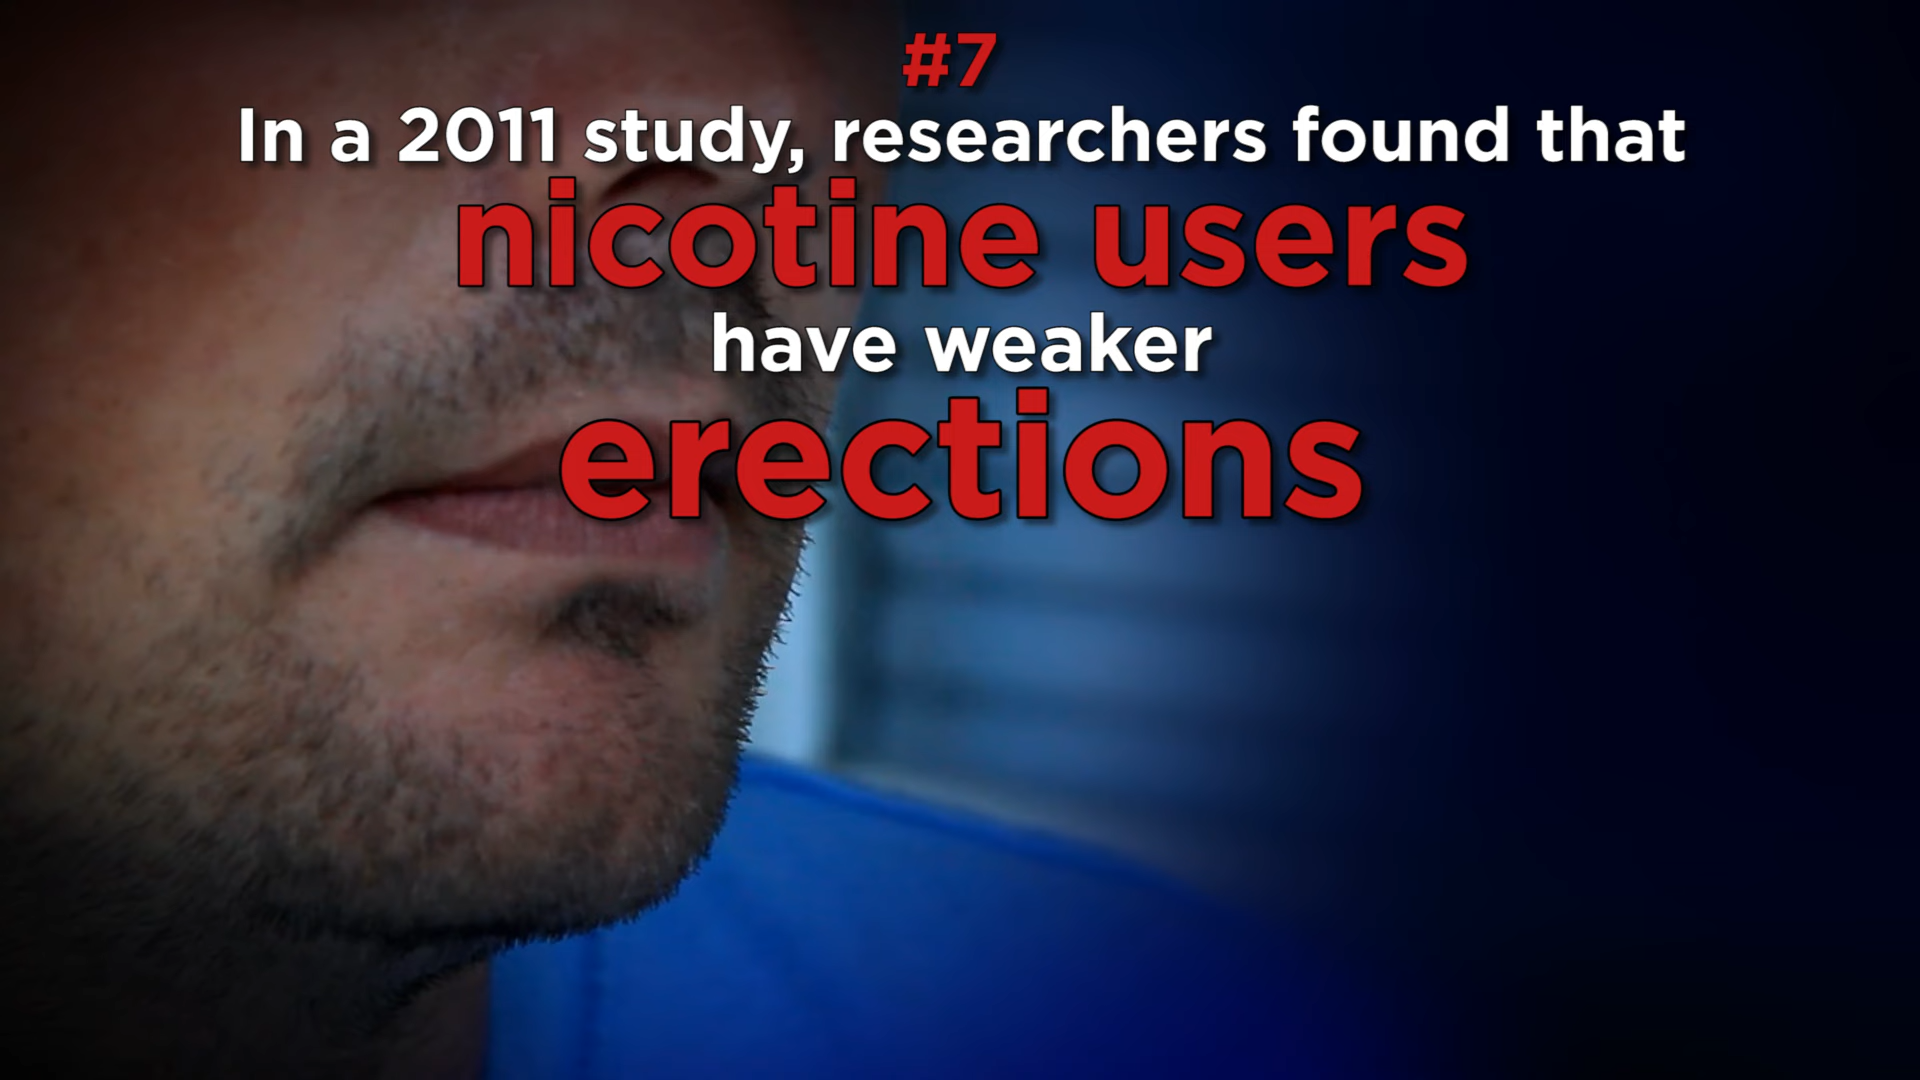 #7
In a 2011 study, researchers found that
nicotine users
have weaker
erections